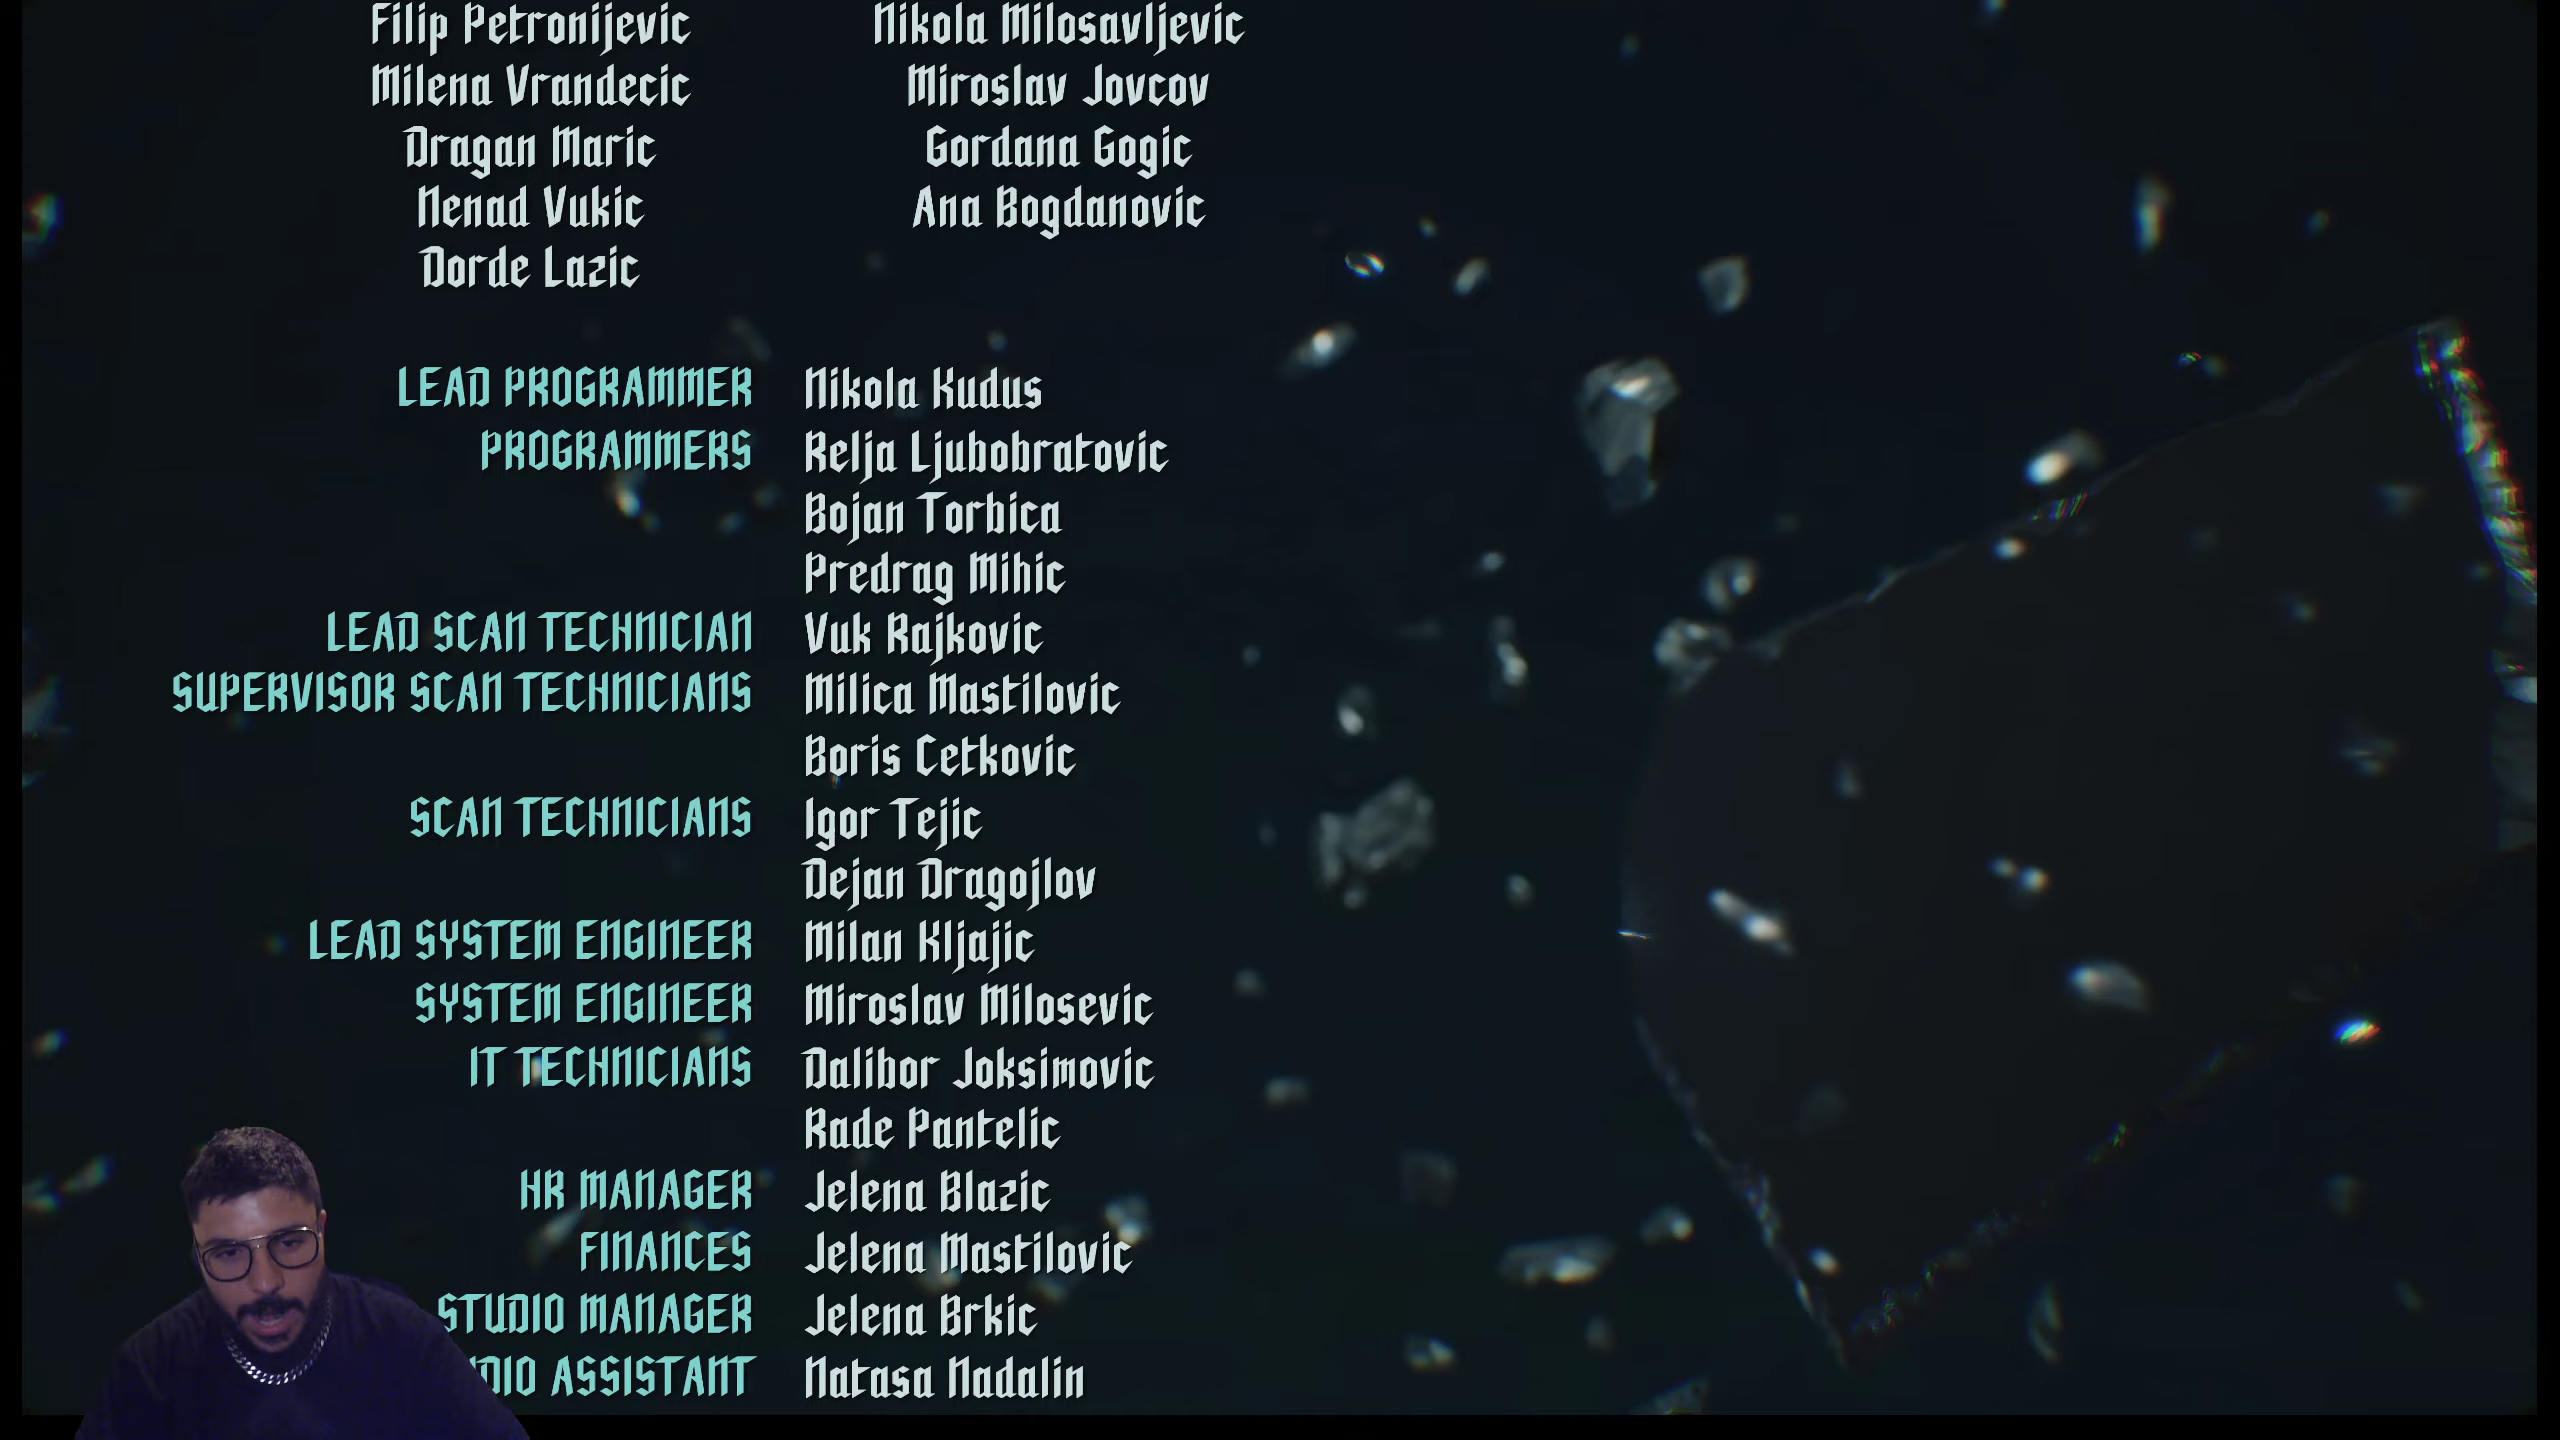 Filip Petronijevic Nikola Milosavljevic
Milena Vrandecic Miroslav Jovcov
Dragan Maric Gordana Gogic
Nenad Vukic Ana Bogdanovic
Dorde Lazic
LEAD PROGRAMMER Nikola Kudus
PROGRAMMERS Relja Ljubobratovic
Bojan Torbica
Predrag Mihic
LEAD SCAN TECHNICIAN Vuk Rajkovic
SUPERVISOR SCAN TECHNICIANS Milica Mastilovic
Boris Cetkovic
SCAN TECHNICIANS Igor Tejic
Dejan Dragojlov
LEAD SYSTEM ENGINEER Milan Kljajic
SYSTEM ENGINEER Miroslav Milosevic
IT TECHNICIANS Dalibor Joksimovic
Rade Pantelic
HR MANAGER Jelena Blazic
FINANCES Jelena Mastilovic
STUDIO MANAGER Jelena Brkic
ASSISTANT Natasa Nadalin